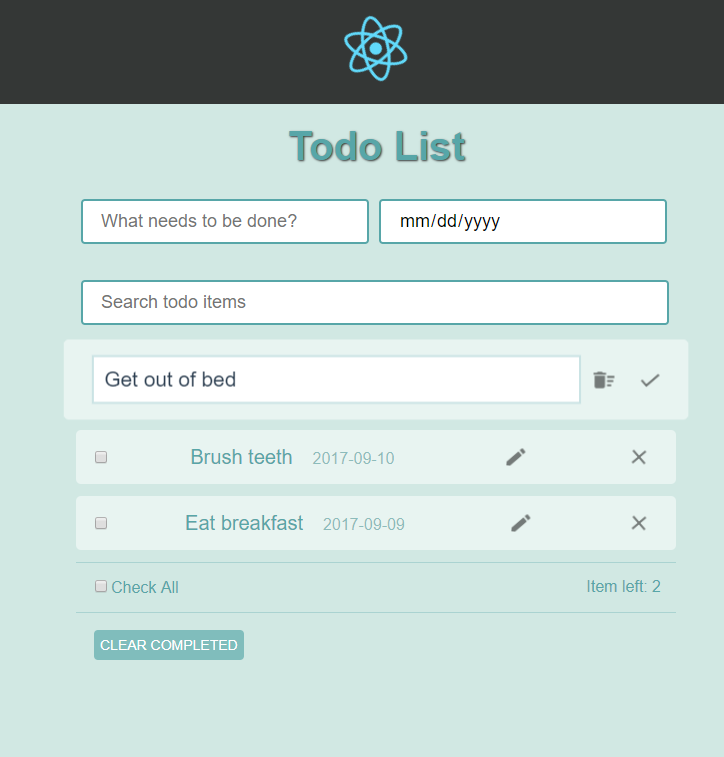 Todo List
What needs to be done? mm/dd/yyyy
Search todo items
Get out of bed
Brush teeth 2017-09-10
Eat breakfast 2017-09-09
Check All Item left: 2
CLEAR COMPLETED